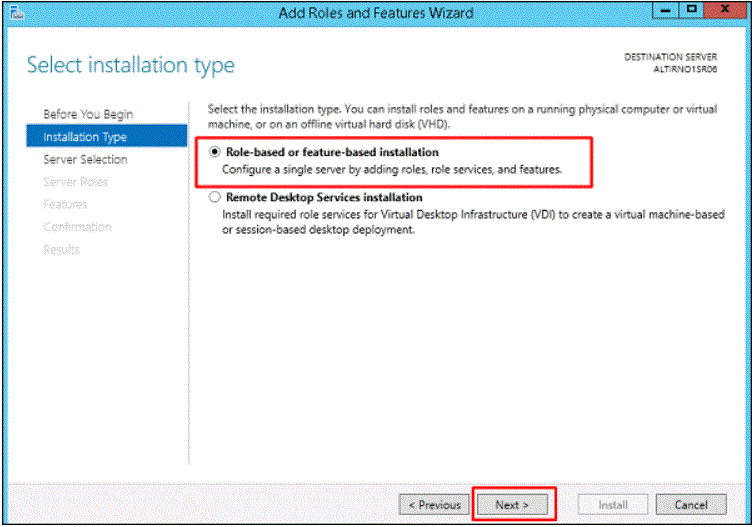 Add Roles and Features Wizard
Select installation type
DESTINATION SERVER
ALTIRNO1SR06
Before You Begin
Installation Type
Server Selection
Server Roles
Features
Confirmation
Results
Select the installation type. You can install roles and features on a running physical computer or virtual
machine, or on an offline virtual hard disk (VHD).
Role-based or feature-based installation
Configure a single server by adding roles, role services, and features.
Remote Desktop Services installation
Install required role services for Virtual Desktop Infrastructure (VDI) to create a virtual machine-based
or session-based desktop deployment.
< Previous
Next >
Install
Cancel